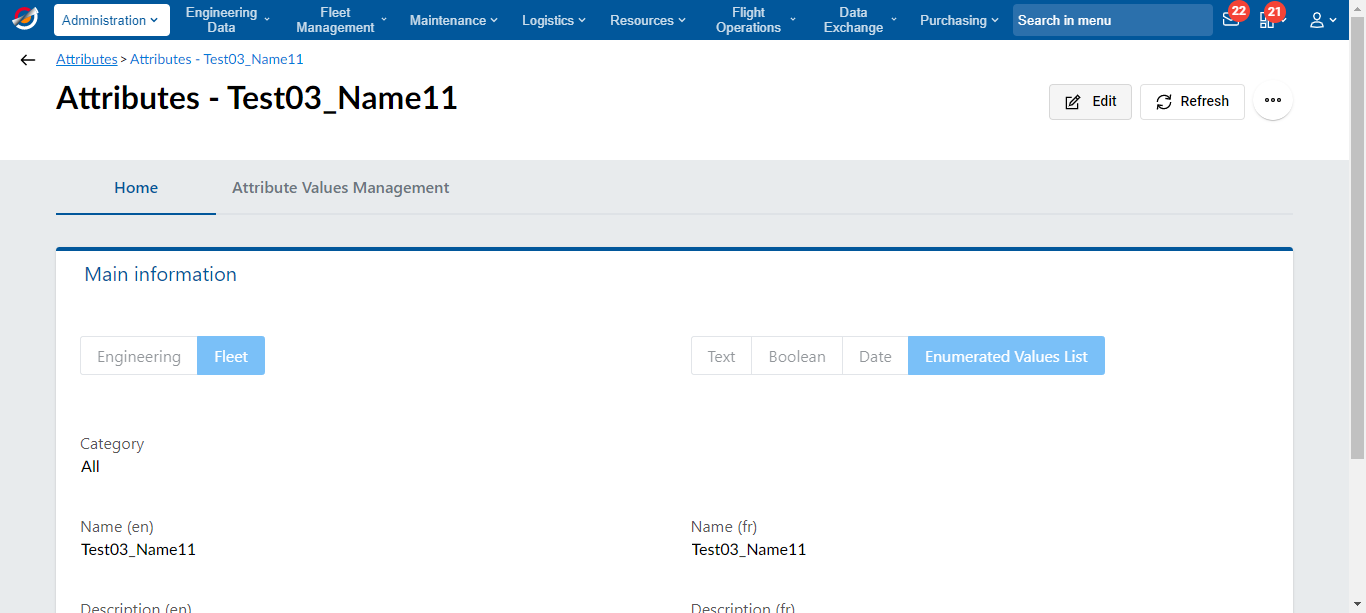 Administration
Engineering
Data
Fleet
Management
Maintenance
Logistics
Resources
Flight
Operations
Data
Exchange
Purchasing
Search in menu
22
21
Attributes > Attributes - Test03_Name11
Attributes - Test03_Name11
Edit
Refresh
Home
Attribute Values Management
Main information
Engineering
Fleet
Text
Boolean
Date
Enumerated Values List
Category
All
Name (en)
Name (fr)
Test03_Name11
Test03_Name11
Description (en)
Description (fr)